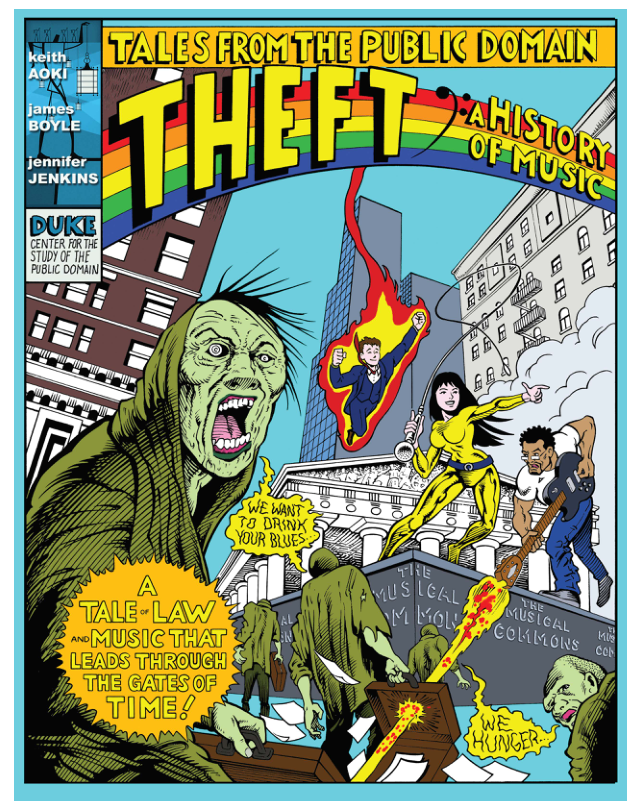 keith
AOKI
james
BOYLE
jennifer
JENKINS
TALES FROM THE PUBLIC DOMAIN
THEFT
A HISTORY
OF MUSIC
DUKE
CENTER FOR THE
STUDY OF THE
PUBLIC DOMAIN
WE WANT
TO DRINK
YOUR BLUES...
A
TALE OF LAW
AND MUSIC THAT
LEADS THROUGH
THE GATES OF
TIME!
THE
MUSICAL
COMMONS
THE
MUSICAL
COMMONS
WE
HUNGER...